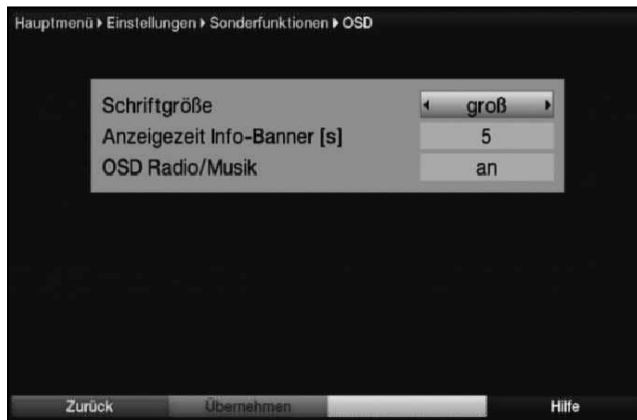 Hauptmenü ▸ Einstellungen ▸ Sonderfunktionen ▸ OSD
Schriftgröße ◂ groß ▸
Anzeigezeit Info-Banner [s] 5
OSD Radio/Musik an
Zurück Übernehmen Hilfe